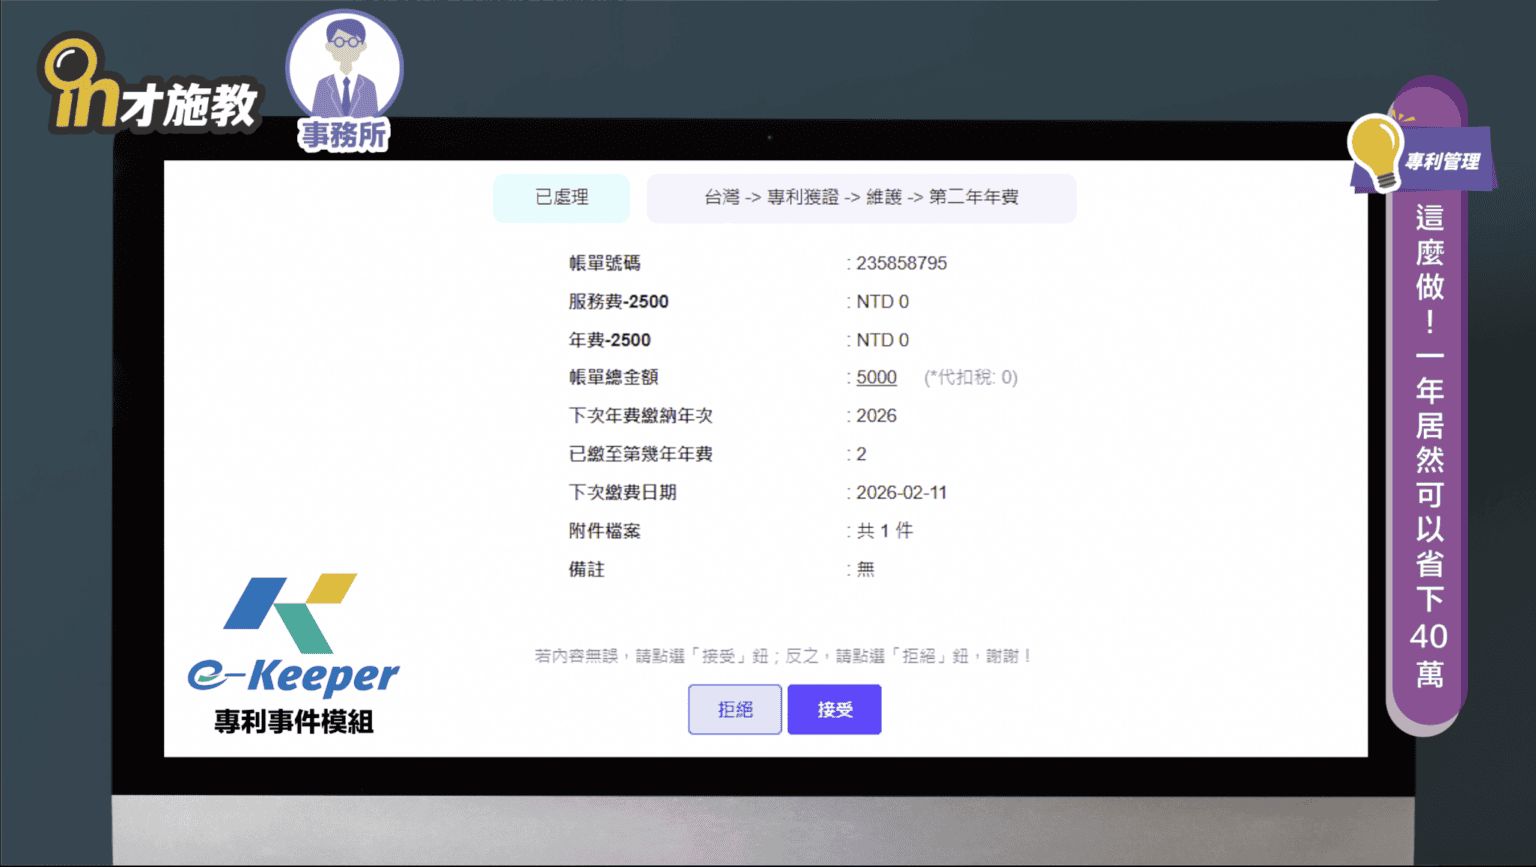 in才施教
事務所
專利管理
這麼做！一年居然可以省下40萬
已處理
台灣 -> 專利獲證 -> 維護 -> 第二年年費
帳單號碼 : 235858795
服務費-2500 : NTD 0
年費-2500 : NTD 0
帳單總金額 : 5000 (*代扣稅: 0)
下次年費繳納年次 : 2026
已繳至第幾年年費 : 2
下次繳費日期 : 2026-02-11
附件檔案 : 共 1 件
備註 : 無
若內容無誤，請點選「接受」鈕；反之，請點選「拒絕」鈕，謝謝！
拒絕
接受
e-Keeper
專利事件模組